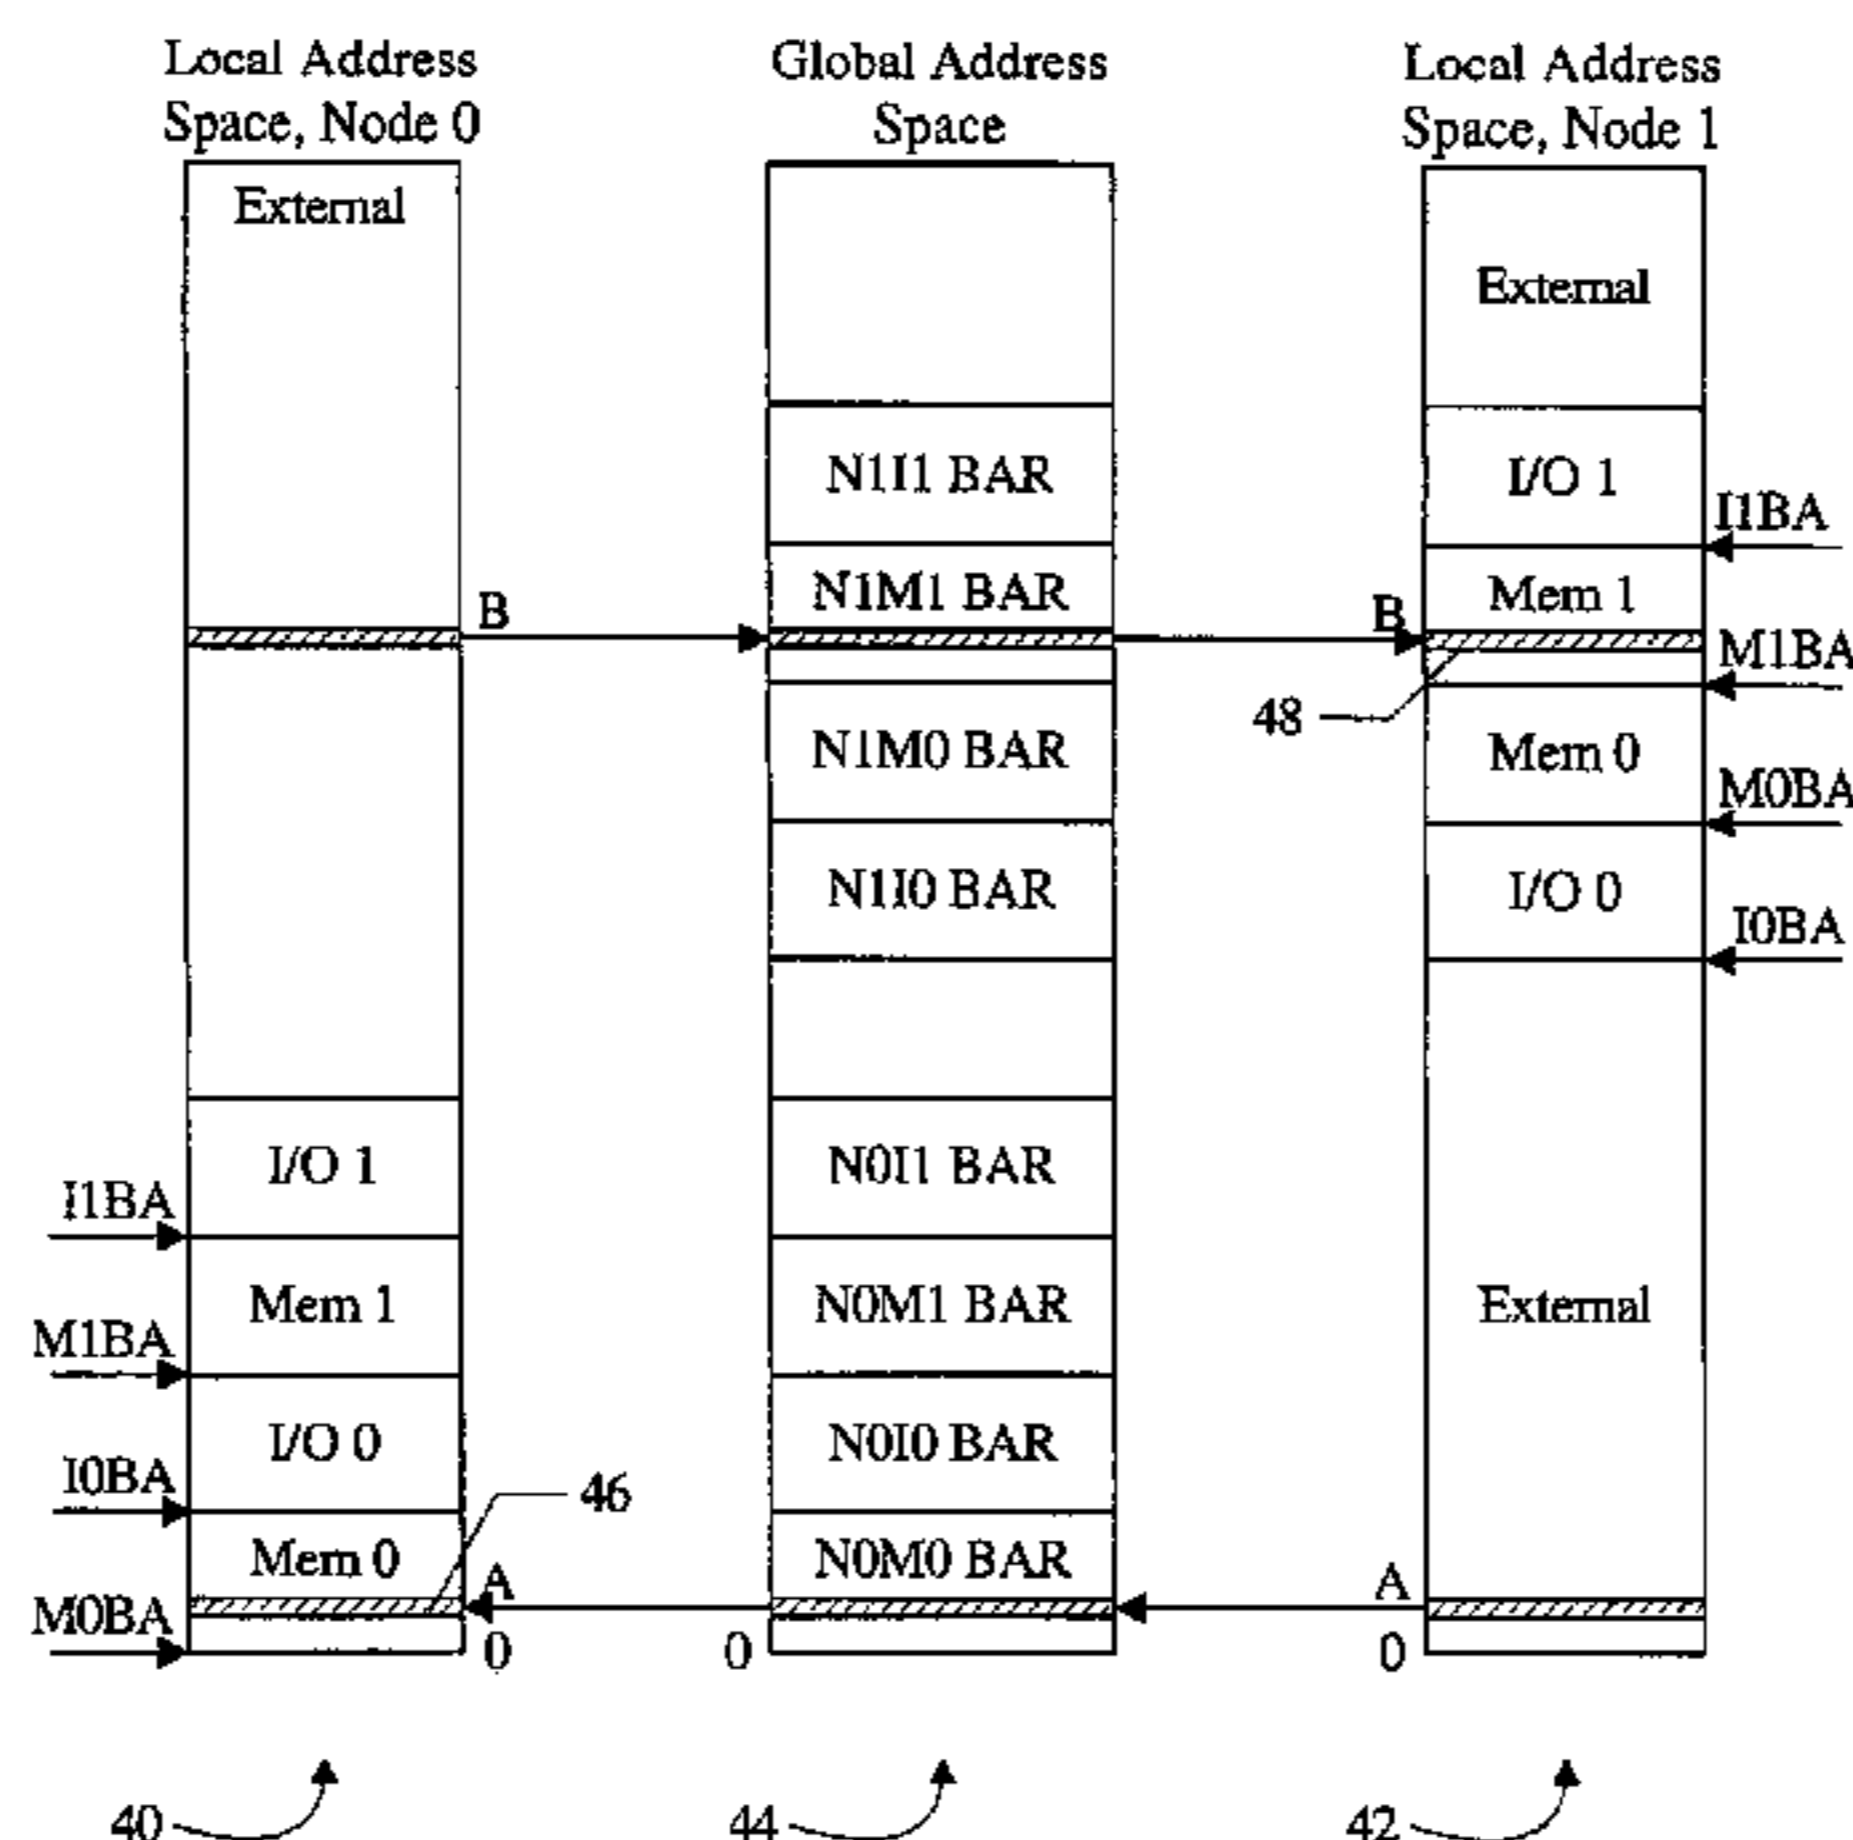 Local Address
Space, Node 0
External
B
I/O 1
I1BA
Mem 1
M1BA
I/O 0
I0BA
46
Mem 0
A
M0BA
0
40
Global Address
Space
N1I1 BAR
N1M1 BAR
N1M0 BAR
N1I0 BAR
N0I1 BAR
N0M1 BAR
N0I0 BAR
N0M0 BAR
0
44
Local Address
Space, Node 1
External
I/O 1
I1BA
Mem 1
B
M1BA
48
Mem 0
M0BA
I/O 0
I0BA
External
A
0
42